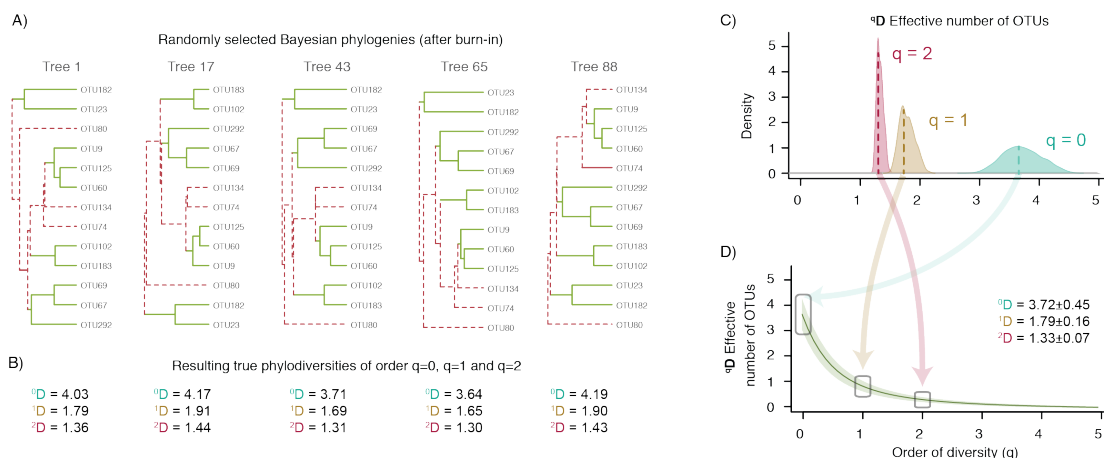 A)
Randomly selected Bayesian phylogenies (after burn-in)
Tree 1
OTU182
OTU23
OTU80
OTU9
OTU125
OTU60
OTU134
OTU74
OTU102
OTU183
OTU69
OTU67
OTU292
Tree 17
OTU183
OTU102
OTU292
OTU67
OTU69
OTU134
OTU74
OTU125
OTU60
OTU9
OTU80
OTU182
OTU23
Tree 43
OTU182
OTU23
OTU69
OTU67
OTU292
OTU134
OTU74
OTU9
OTU125
OTU60
OTU102
OTU183
OTU80
Tree 65
OTU23
OTU182
OTU292
OTU67
OTU69
OTU102
OTU183
OTU9
OTU60
OTU125
OTU134
OTU74
OTU80
Tree 88
OTU134
OTU9
OTU125
OTU60
OTU74
OTU292
OTU67
OTU69
OTU183
OTU102
OTU23
OTU182
OTU80
B)
Resulting true phylodiversities of order q=0, q=1 and q=2
⁰D = 4.03
¹D = 1.79
²D = 1.36
⁰D = 4.17
¹D = 1.91
²D = 1.44
⁰D = 3.71
¹D = 1.69
²D = 1.31
⁰D = 3.64
¹D = 1.65
²D = 1.30
⁰D = 4.19
¹D = 1.90
²D = 1.43
C)
qD Effective number of OTUs
Density
5
4
3
2
1
0
q = 2
q = 1
q = 0
0 1 2 3 4 5
D)
qD Effective
number of OTUs
5
4
3
2
1
0
⁰D = 3.72±0.45
¹D = 1.79±0.16
²D = 1.33±0.07
0 1 2 3 4 5
Order of diversity (q)